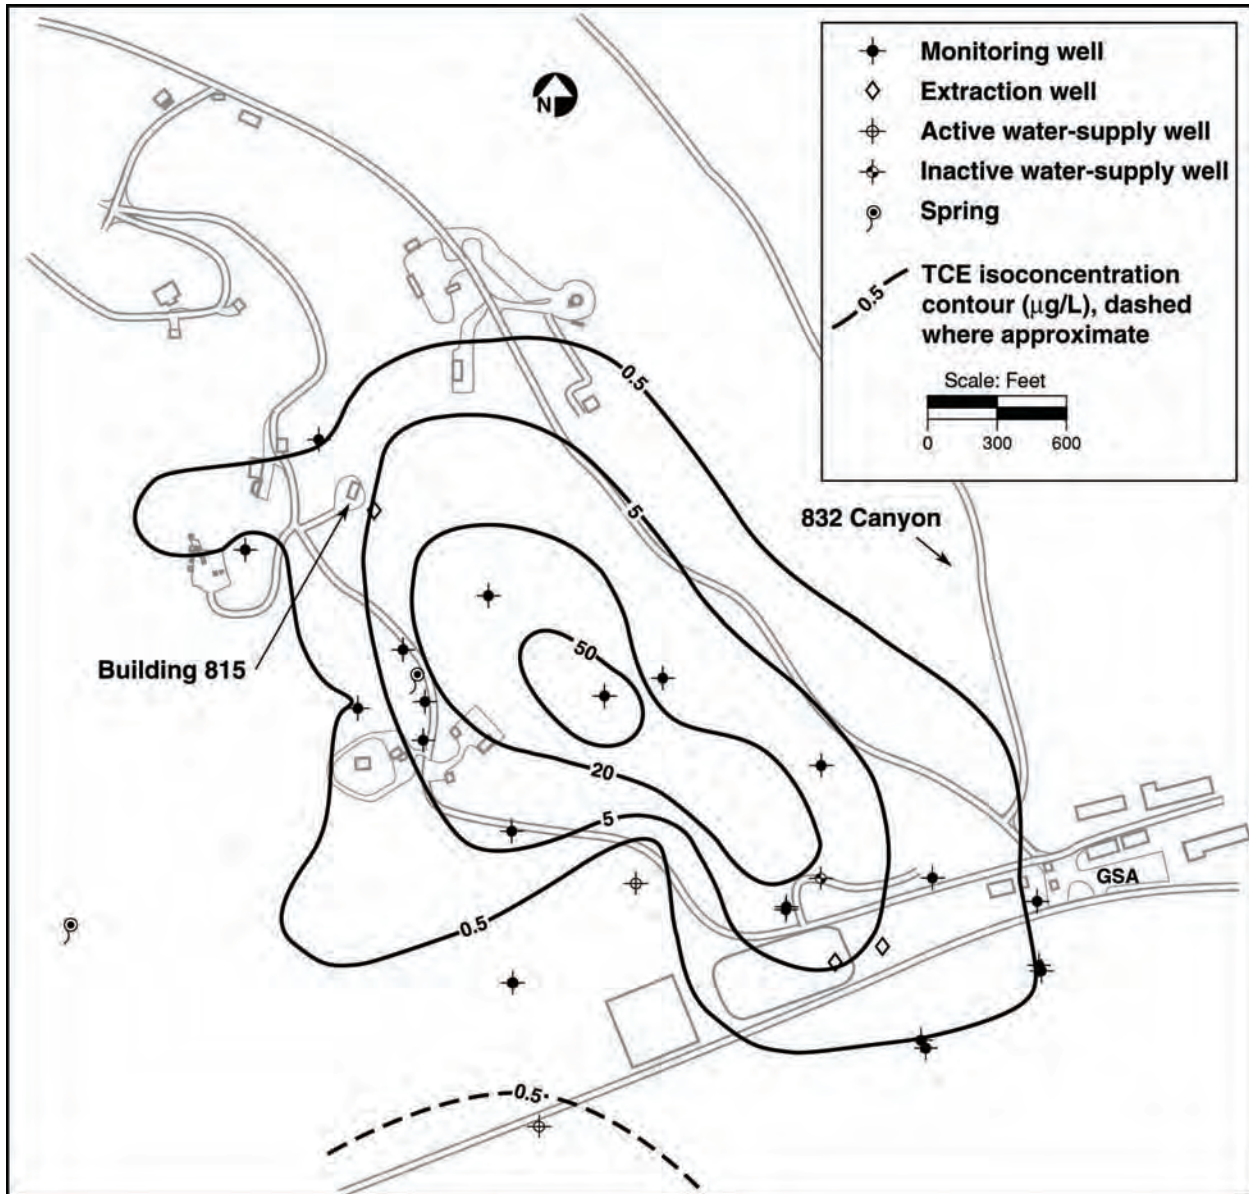 Monitoring well
Extraction well
Active water-supply well
Inactive water-supply well
Spring
0.5
TCE isoconcentration
contour (µg/L), dashed
where approximate
Scale: Feet
0 300 600
N
0.5
5
832 Canyon
50
Building 815
20
5
GSA
0.5
0.5